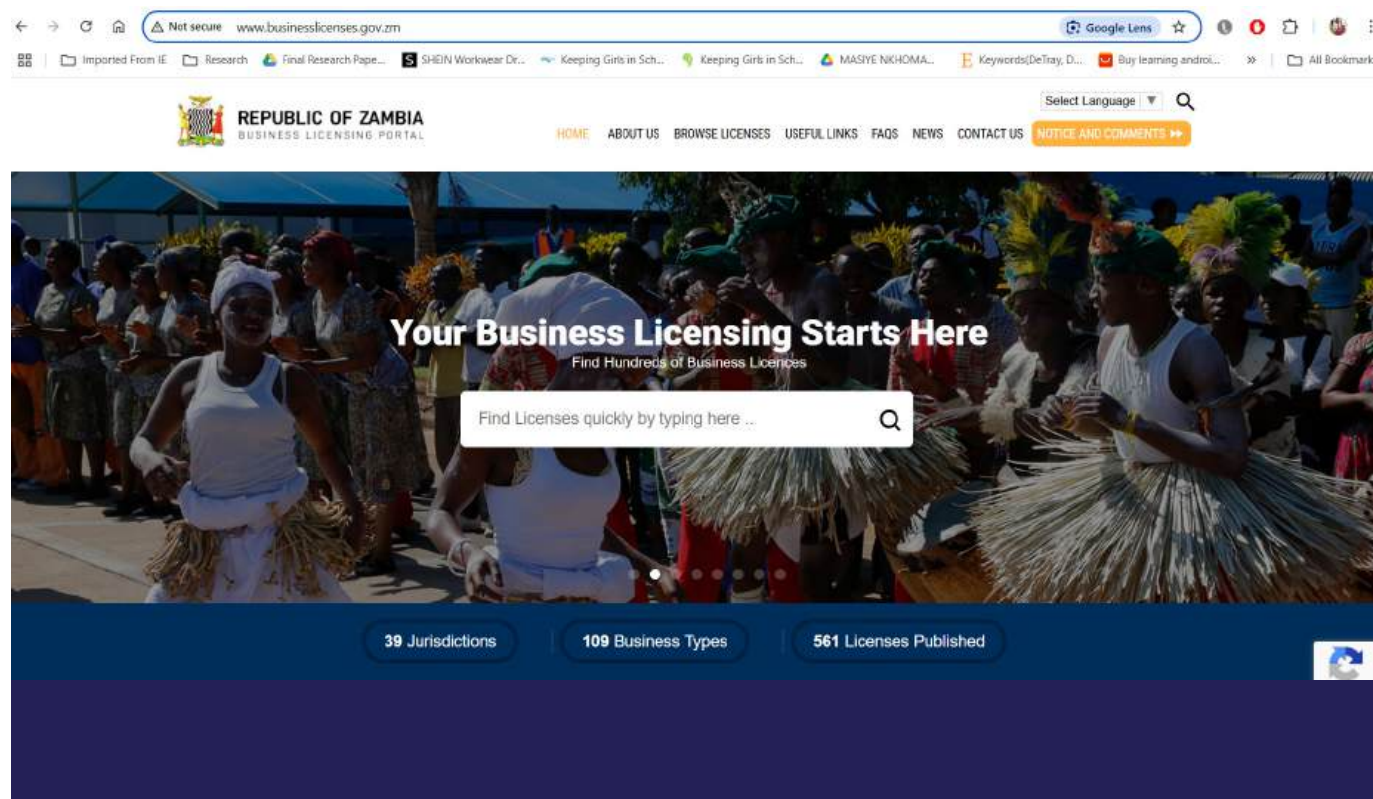 Not secure www.businesslicenses.gov.zm Google Lens
Imported From IE Research Final Research Pape... SHEIN Workwear Dr... Keeping Girls in Sch... Keeping Girls in Sch... MASIYE NKHOMA... Keywords(DeTray, D... Buy learning androi... » All Bookmark
Select Language ▼
REPUBLIC OF ZAMBIA
BUSINESS LICENSING PORTAL
HOME ABOUT US BROWSE LICENSES USEFUL LINKS FAQS NEWS CONTACT US NOTICE AND COMMENTS
Your Business Licensing Starts Here
Find Hundreds of Business Licences
Find Licenses quickly by typing here ..
39 Jurisdictions 109 Business Types 561 Licenses Published